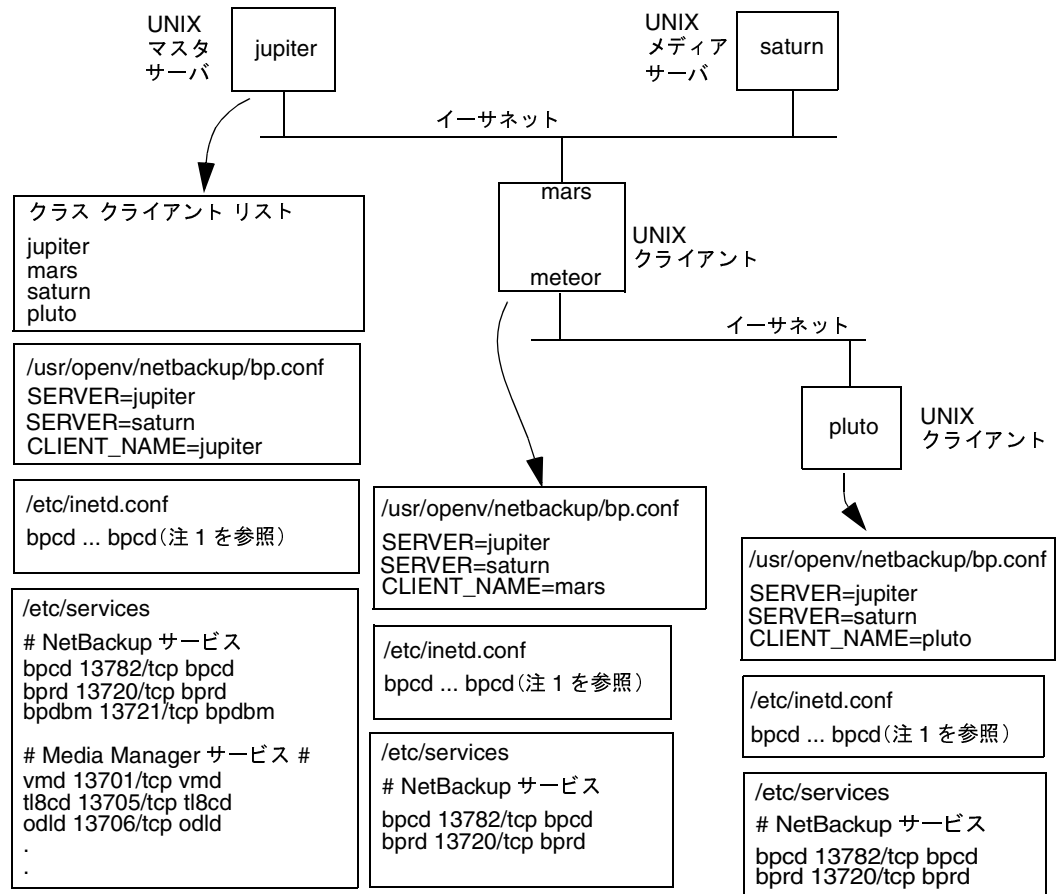 UNIX
マスタ
サーバ
jupiter
UNIX
メディア
サーバ
saturn
イーサネット
mars
meteor
UNIX
クライアント
イーサネット
pluto
UNIX
クライアント
クラス クライアント リスト
jupiter
mars
saturn
pluto
/usr/openv/netbackup/bp.conf
SERVER=jupiter
SERVER=saturn
CLIENT_NAME=jupiter
/etc/inetd.conf
bpcd ... bpcd（注 1 を参照）
/etc/services
# NetBackup サービス
bpcd 13782/tcp bpcd
bprd 13720/tcp bprd
bpdbm 13721/tcp bpdbm
# Media Manager サービス #
vmd 13701/tcp vmd
tl8cd 13705/tcp tl8cd
odld 13706/tcp odld
.
.
/usr/openv/netbackup/bp.conf
SERVER=jupiter
SERVER=saturn
CLIENT_NAME=mars
/etc/inetd.conf
bpcd ... bpcd（注 1 を参照）
/etc/services
# NetBackup サービス
bpcd 13782/tcp bpcd
bprd 13720/tcp bprd
/usr/openv/netbackup/bp.conf
SERVER=jupiter
SERVER=saturn
CLIENT_NAME=pluto
/etc/inetd.conf
bpcd ... bpcd（注 1 を参照）
/etc/services
# NetBackup サービス
bpcd 13782/tcp bpcd
bprd 13720/tcp bprd